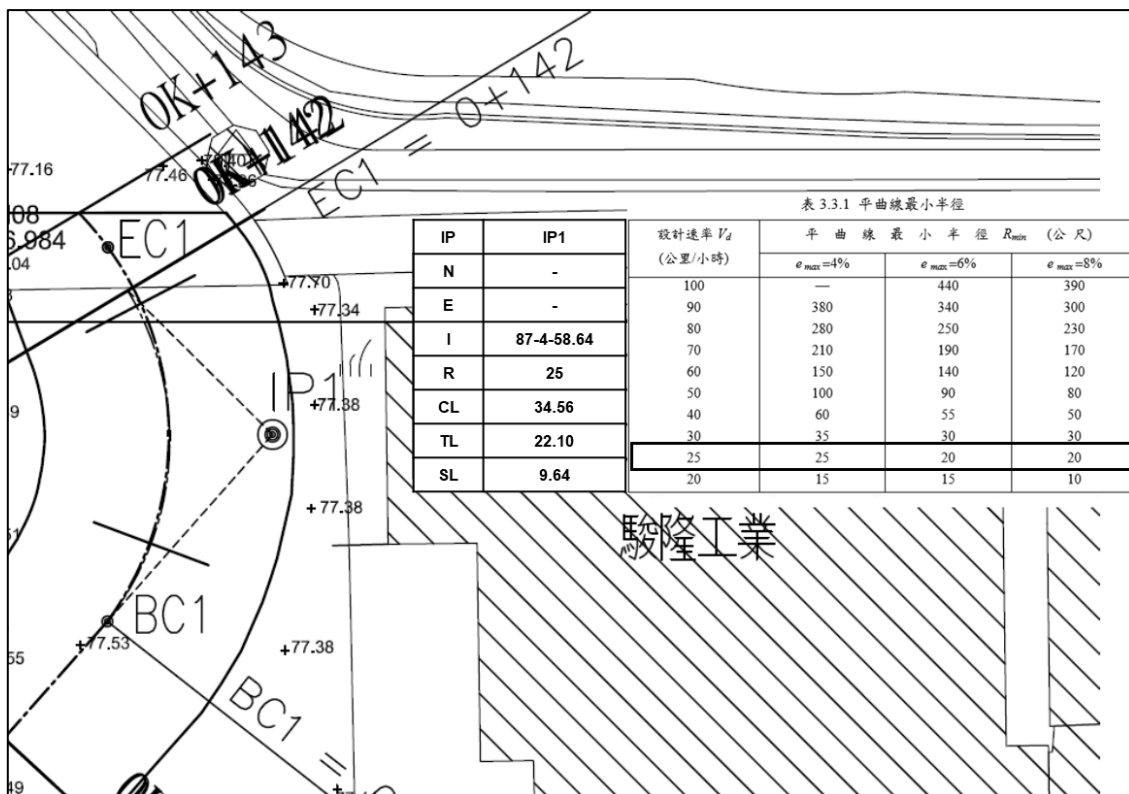 0K+143
0K+142
EC1 = 0+142
77.16
77.46
EC1
6.984
.04
77.70
77.34
IP1
77.38
77.38
BC1
77.53
77.38
BC1 =
駿隆工業
IP IP1
N -
E -
I 87-4-58.64
R 25
CL 34.56
TL 22.10
SL 9.64
表 3.3.1 平曲線最小半徑
設計速率 Vd (公里/小時) 平曲線最小半徑 Rmin (公尺)
e max=4% e max=6% e max=8%
100 — 440 390
90 380 340 300
80 280 250 230
70 210 190 170
60 150 140 120
50 100 90 80
40 60 55 50
30 35 30 30
25 25 20 20
20 15 15 10